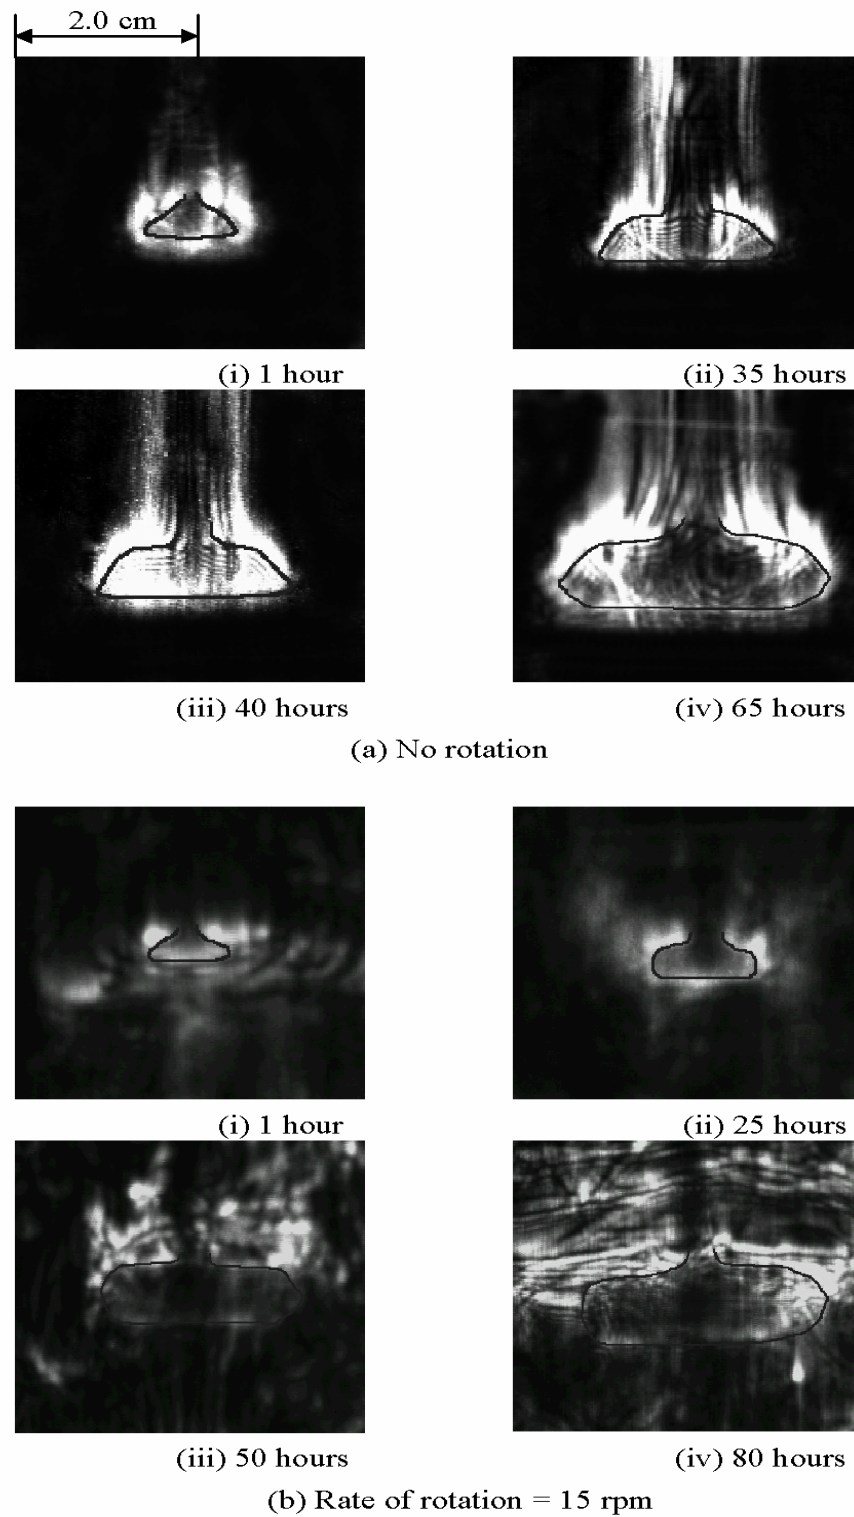 2.0 cm
(i) 1 hour
(ii) 35 hours
(iii) 40 hours
(iv) 65 hours
(a) No rotation
(i) 1 hour
(ii) 25 hours
(iii) 50 hours
(iv) 80 hours
(b) Rate of rotation = 15 rpm